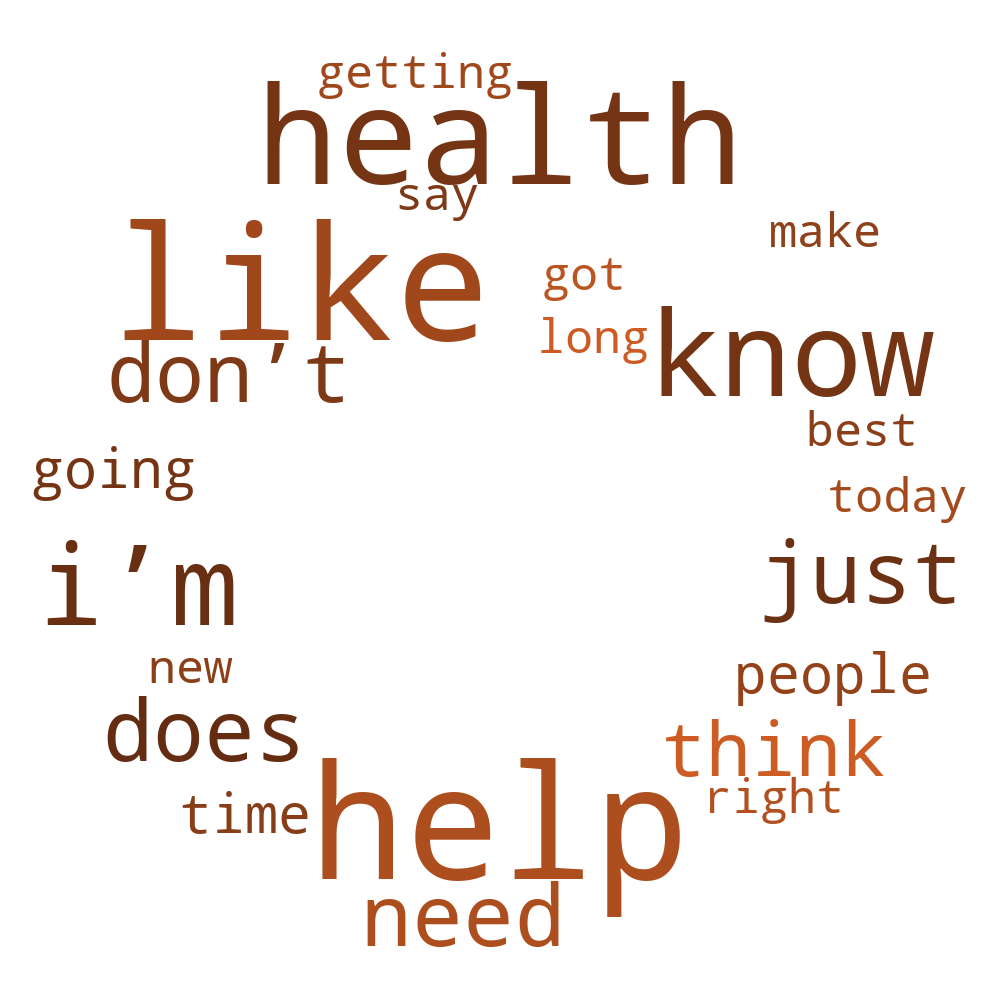 getting
health
say
make
like
got
long
know
don’t
best
going
today
i’m
just
new
people
does
think
time
right
help
need